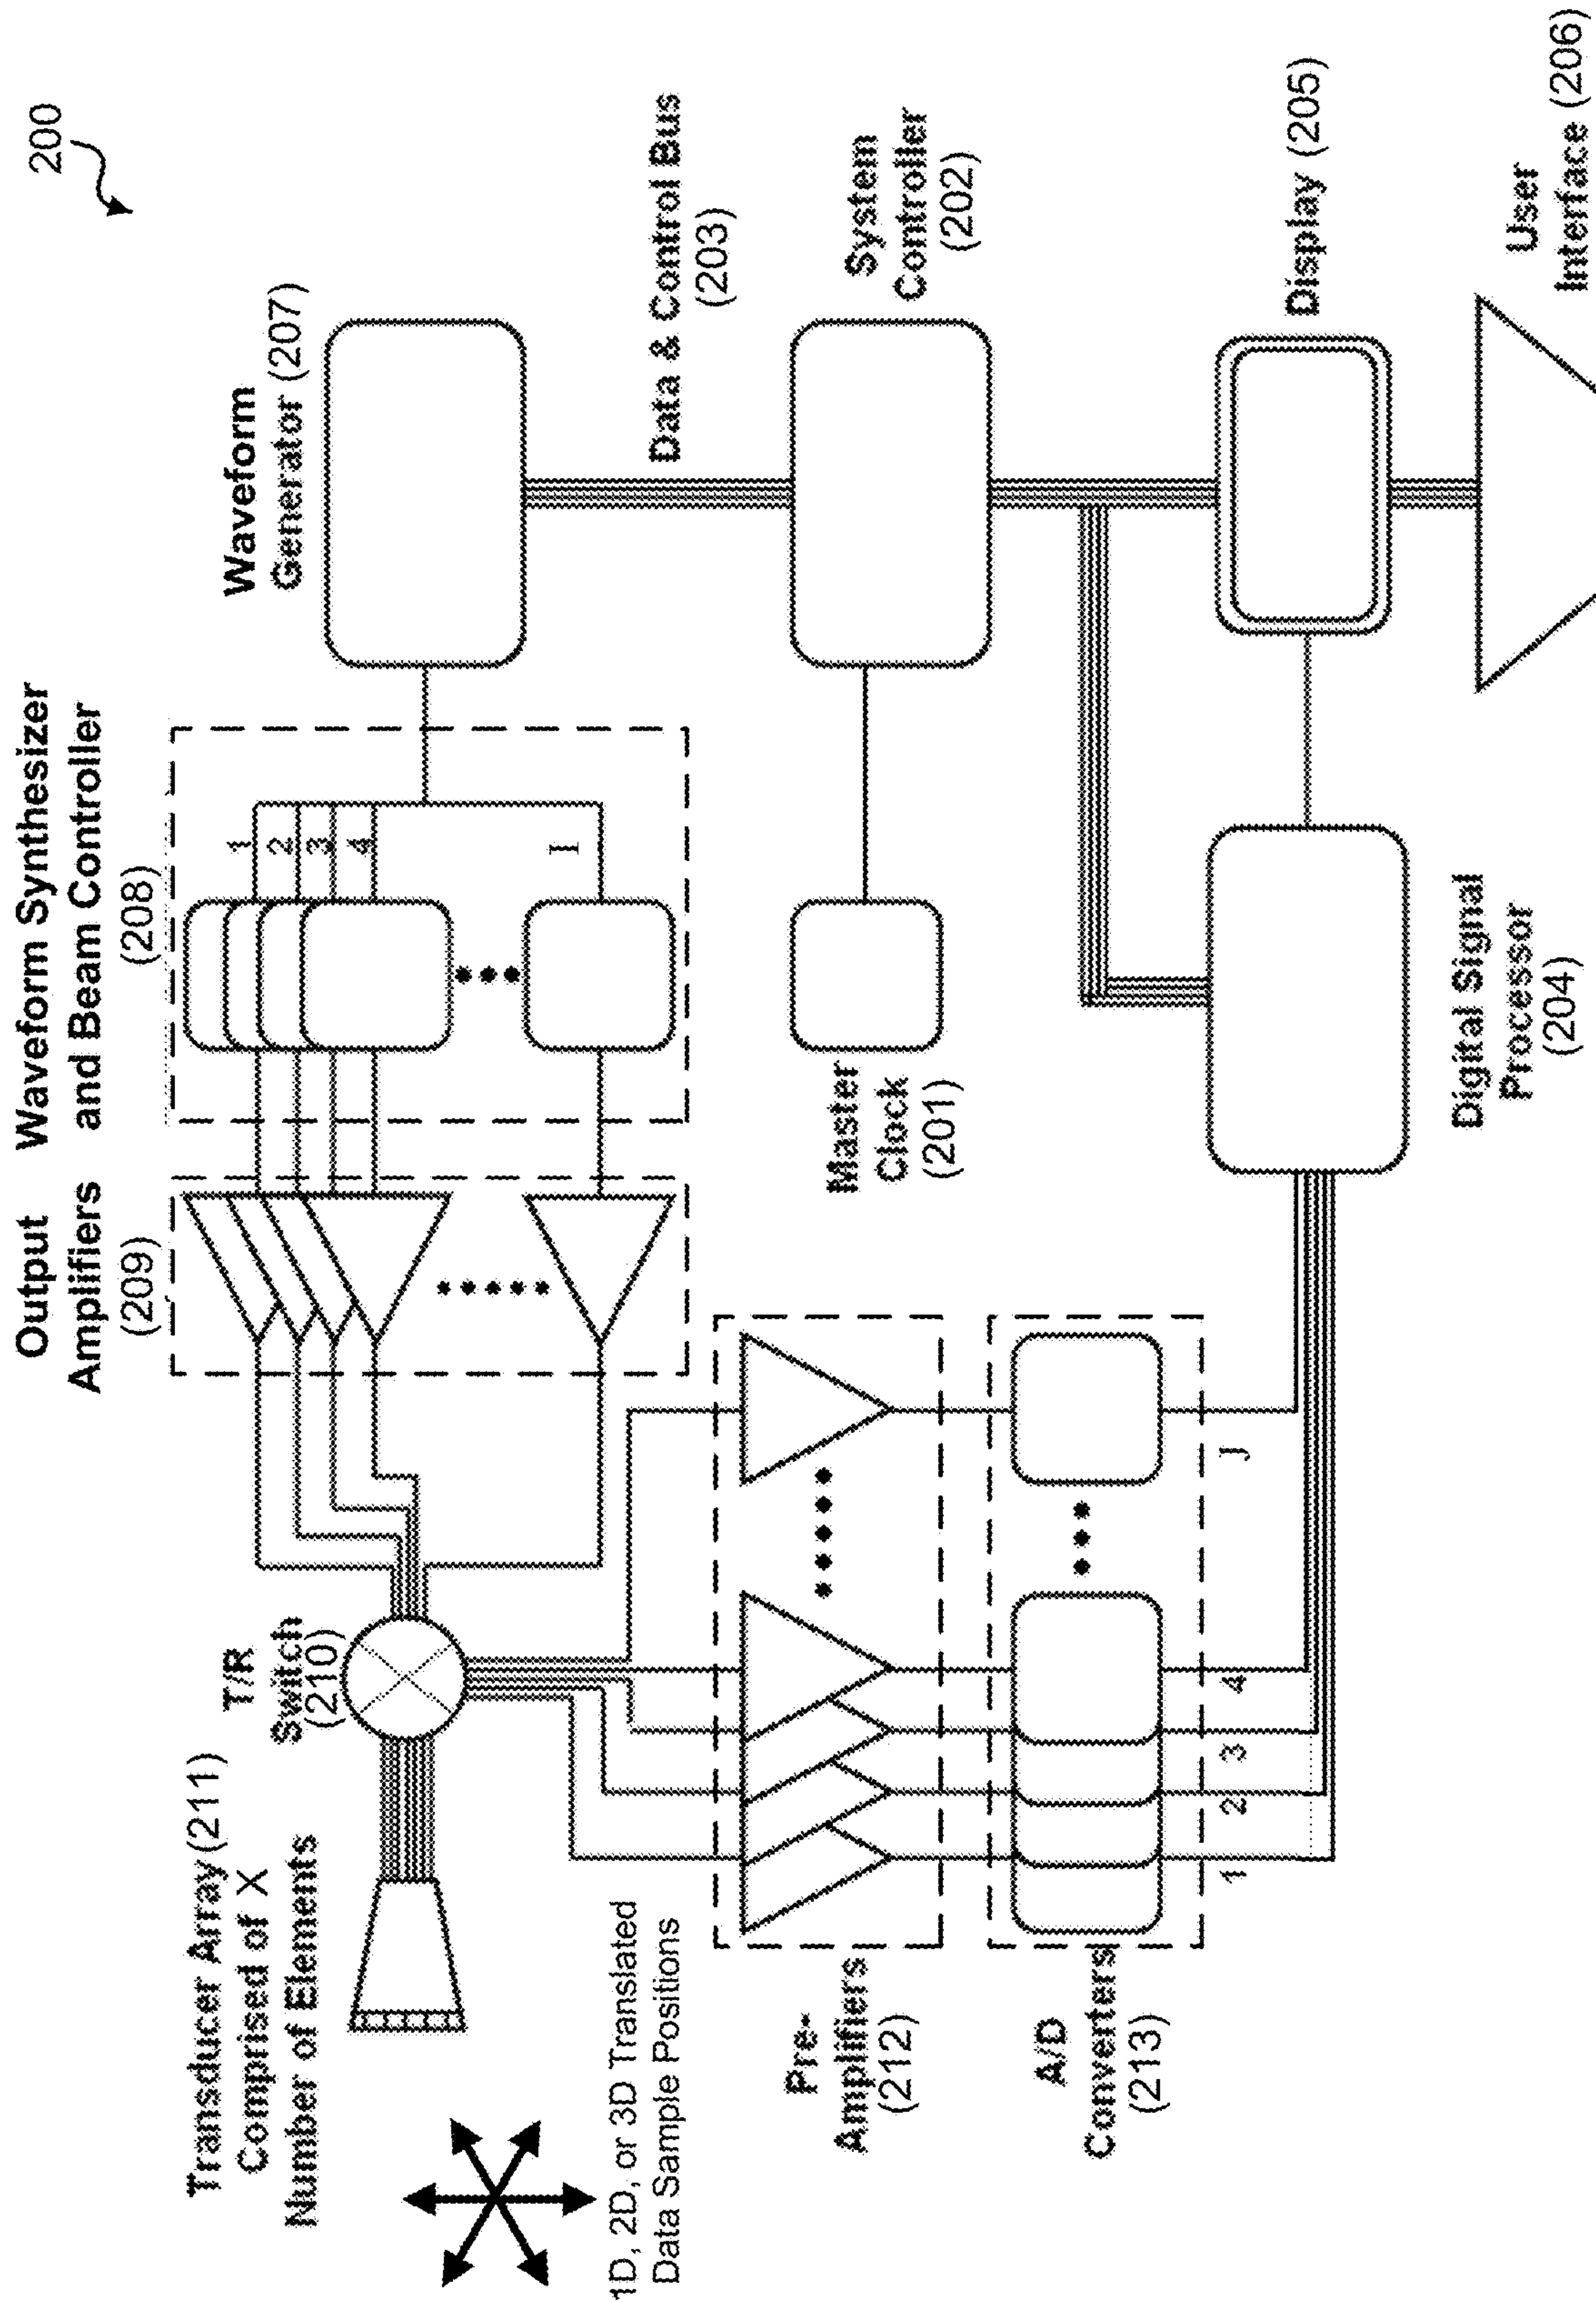 200
Transducer Array (211)
Comprised of X
Number of Elements
T/R
Switch
(210)
Output
Amplifiers
(209)
Waveform Synthesizer
and Beam Controller
(208)
1
2
3
4
I
Waveform
Generator (207)
1D, 2D, or 3D Translated
Data Sample Positions
Data & Control Bus
(203)
Pre-
Amplifiers
(212)
Master
Clock
(201)
System
Controller
(202)
A/D
Converters
(213)
1
2
3
4
J
Digital Signal
Processor
(204)
Display (205)
User
Interface (206)